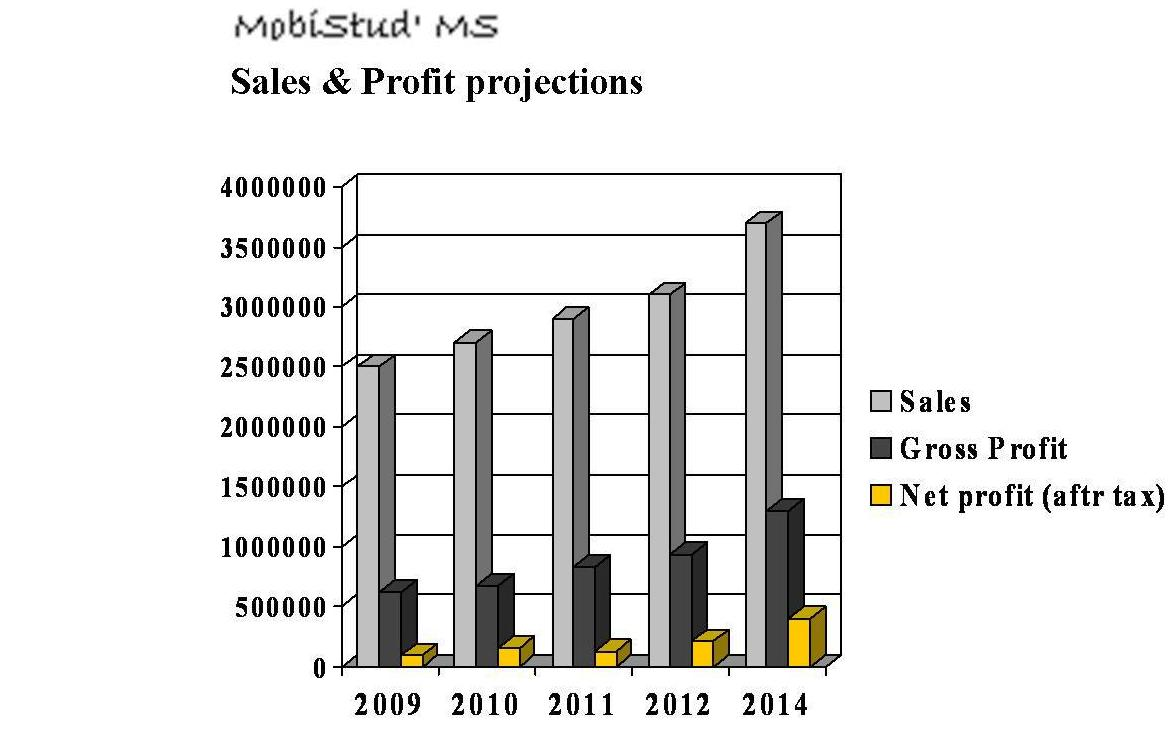 MobiStud' MS
Sales & Profit projections
4000000
3500000
3000000
2500000
2000000
1500000
1000000
500000
0
2009 2010 2011 2012 2014
Sales
Gross Profit
Net profit (aftr tax)